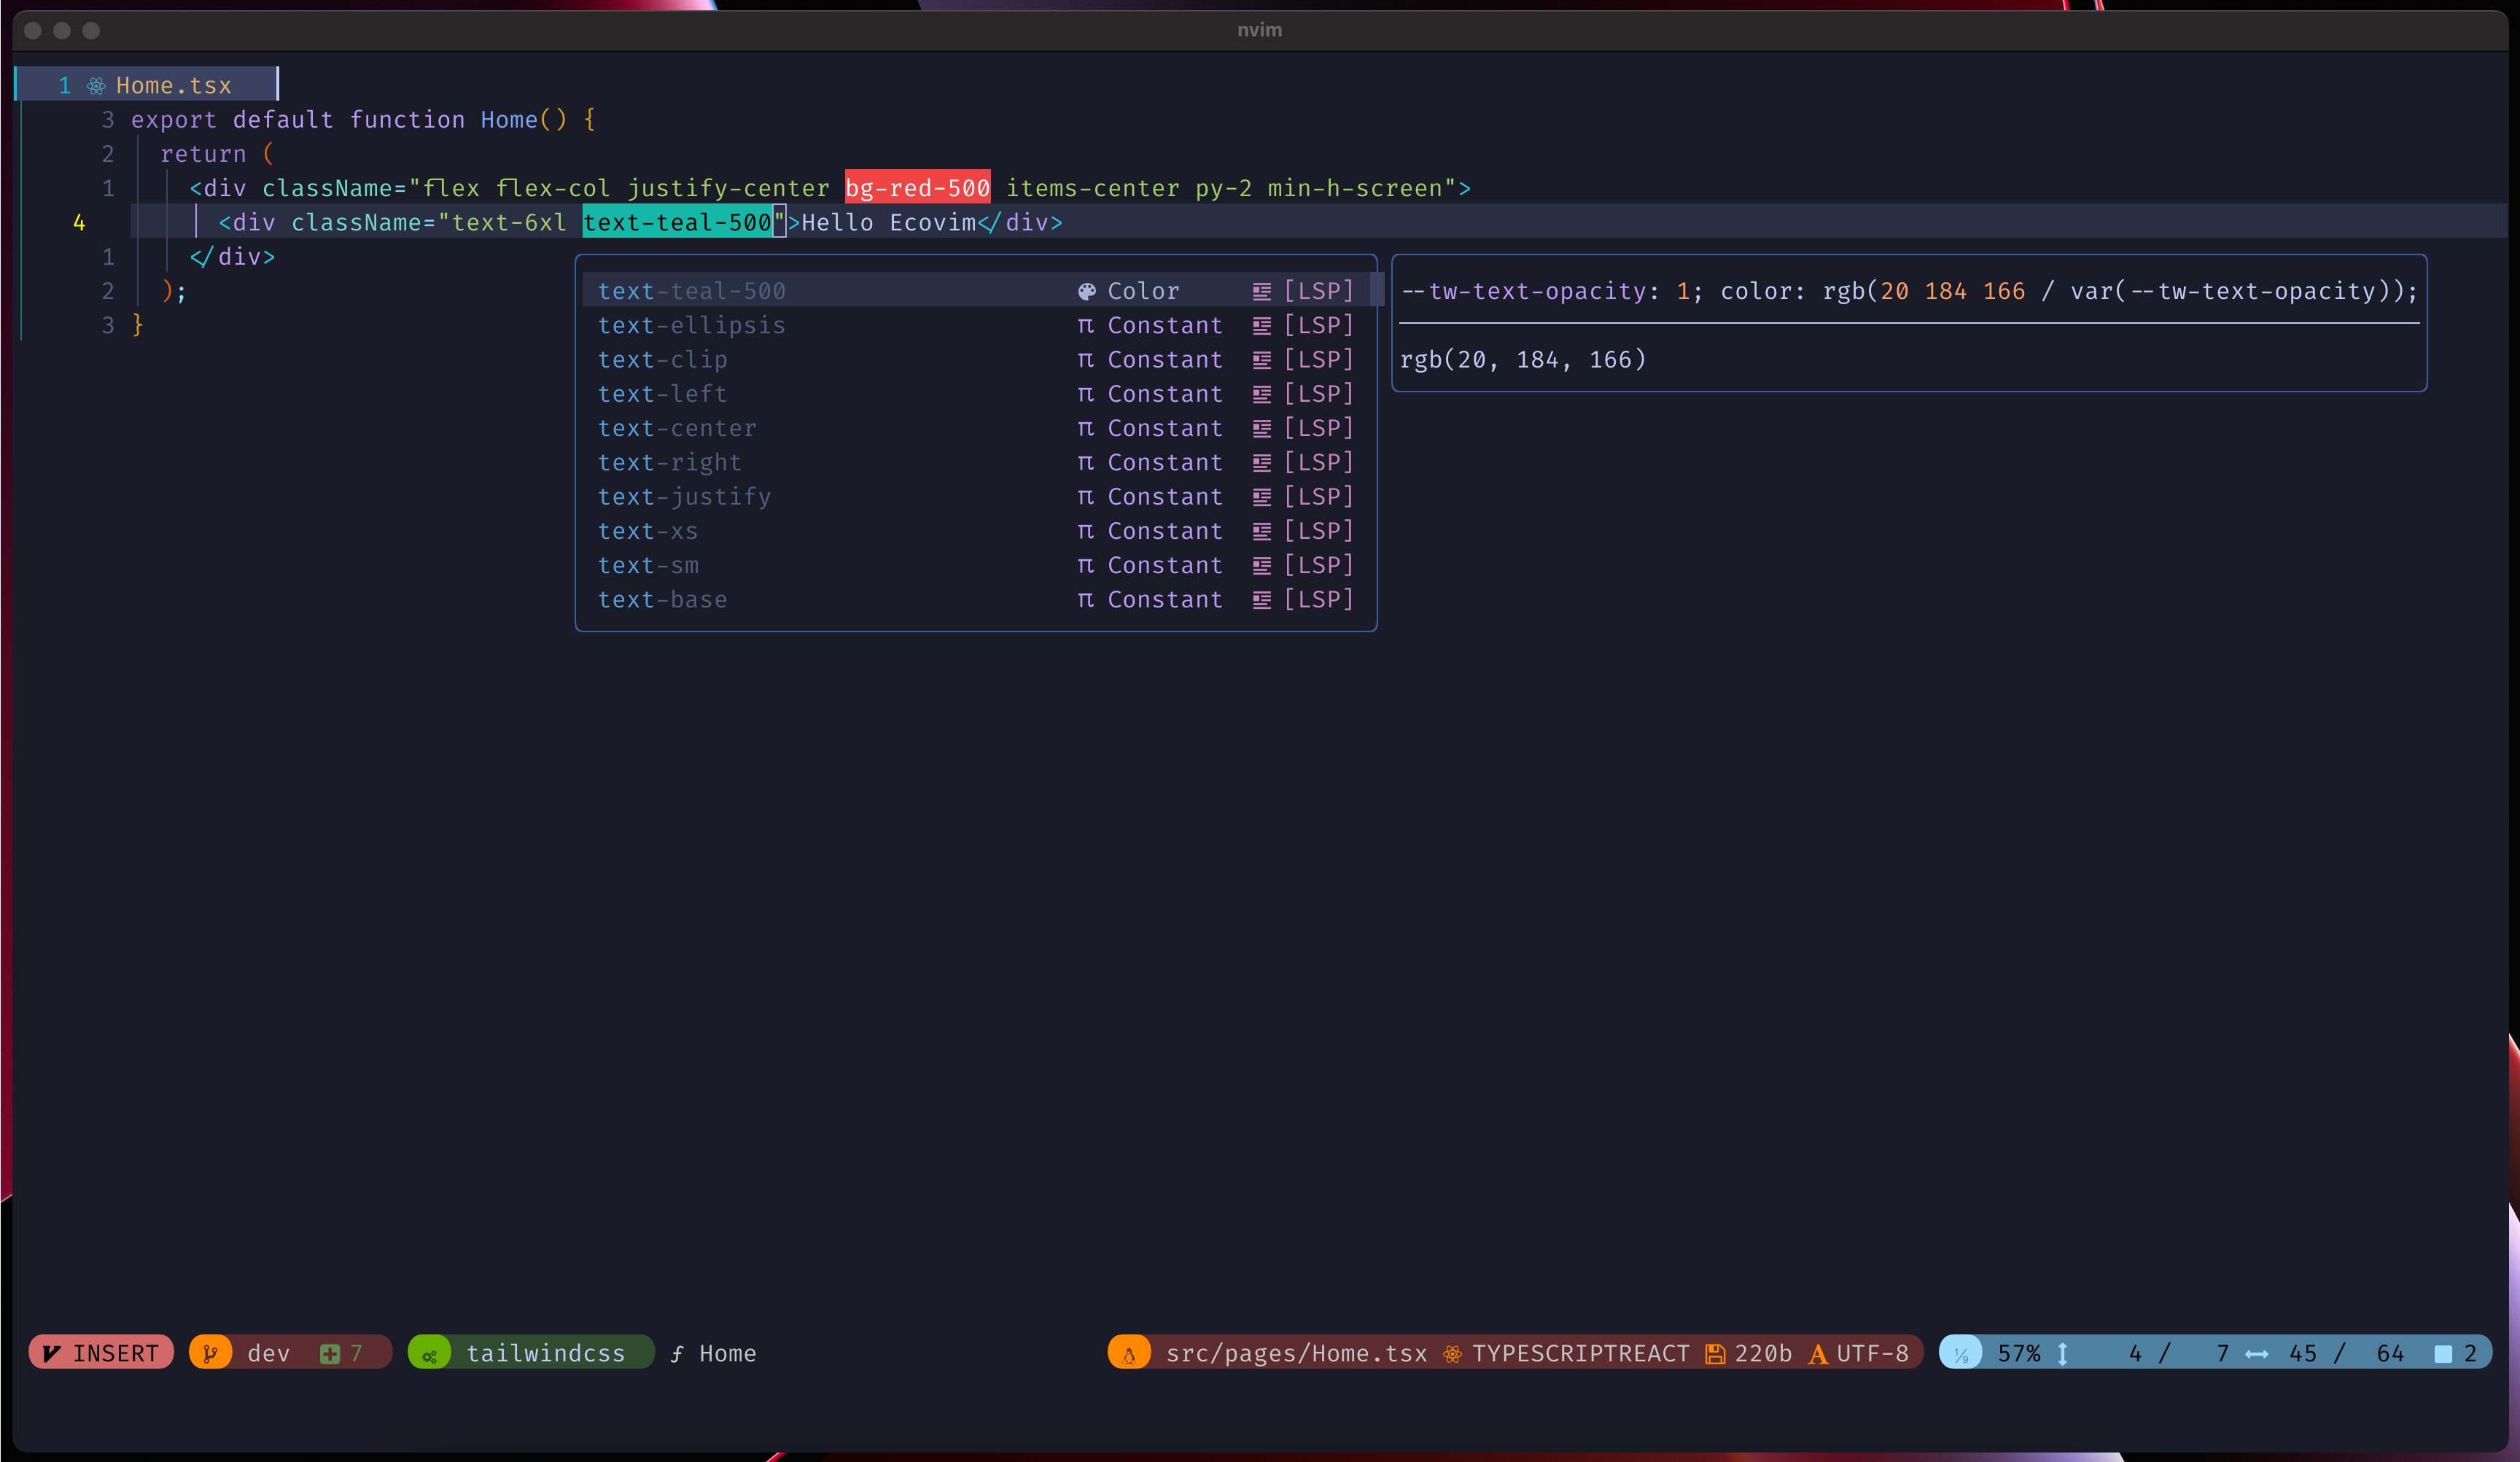 nvim
1 Home.tsx
3 export default function Home() {
2 return (
1 <div className="flex flex-col justify-center bg-red-500 items-center py-2 min-h-screen">
4 <div className="text-6xl text-teal-500">Hello Ecovim</div>
1 </div>
2 );
3 }
text-teal-500 Color [LSP]
text-ellipsis π Constant [LSP]
text-clip π Constant [LSP]
text-left π Constant [LSP]
text-center π Constant [LSP]
text-right π Constant [LSP]
text-justify π Constant [LSP]
text-xs π Constant [LSP]
text-sm π Constant [LSP]
text-base π Constant [LSP]
--tw-text-opacity: 1; color: rgb(20 184 166 / var(--tw-text-opacity));
rgb(20, 184, 166)
INSERT dev 7 tailwindcss ƒ Home src/pages/Home.tsx TYPESCRIPTREACT 220b A UTF-8 57% 4 / 7 45 / 64 2